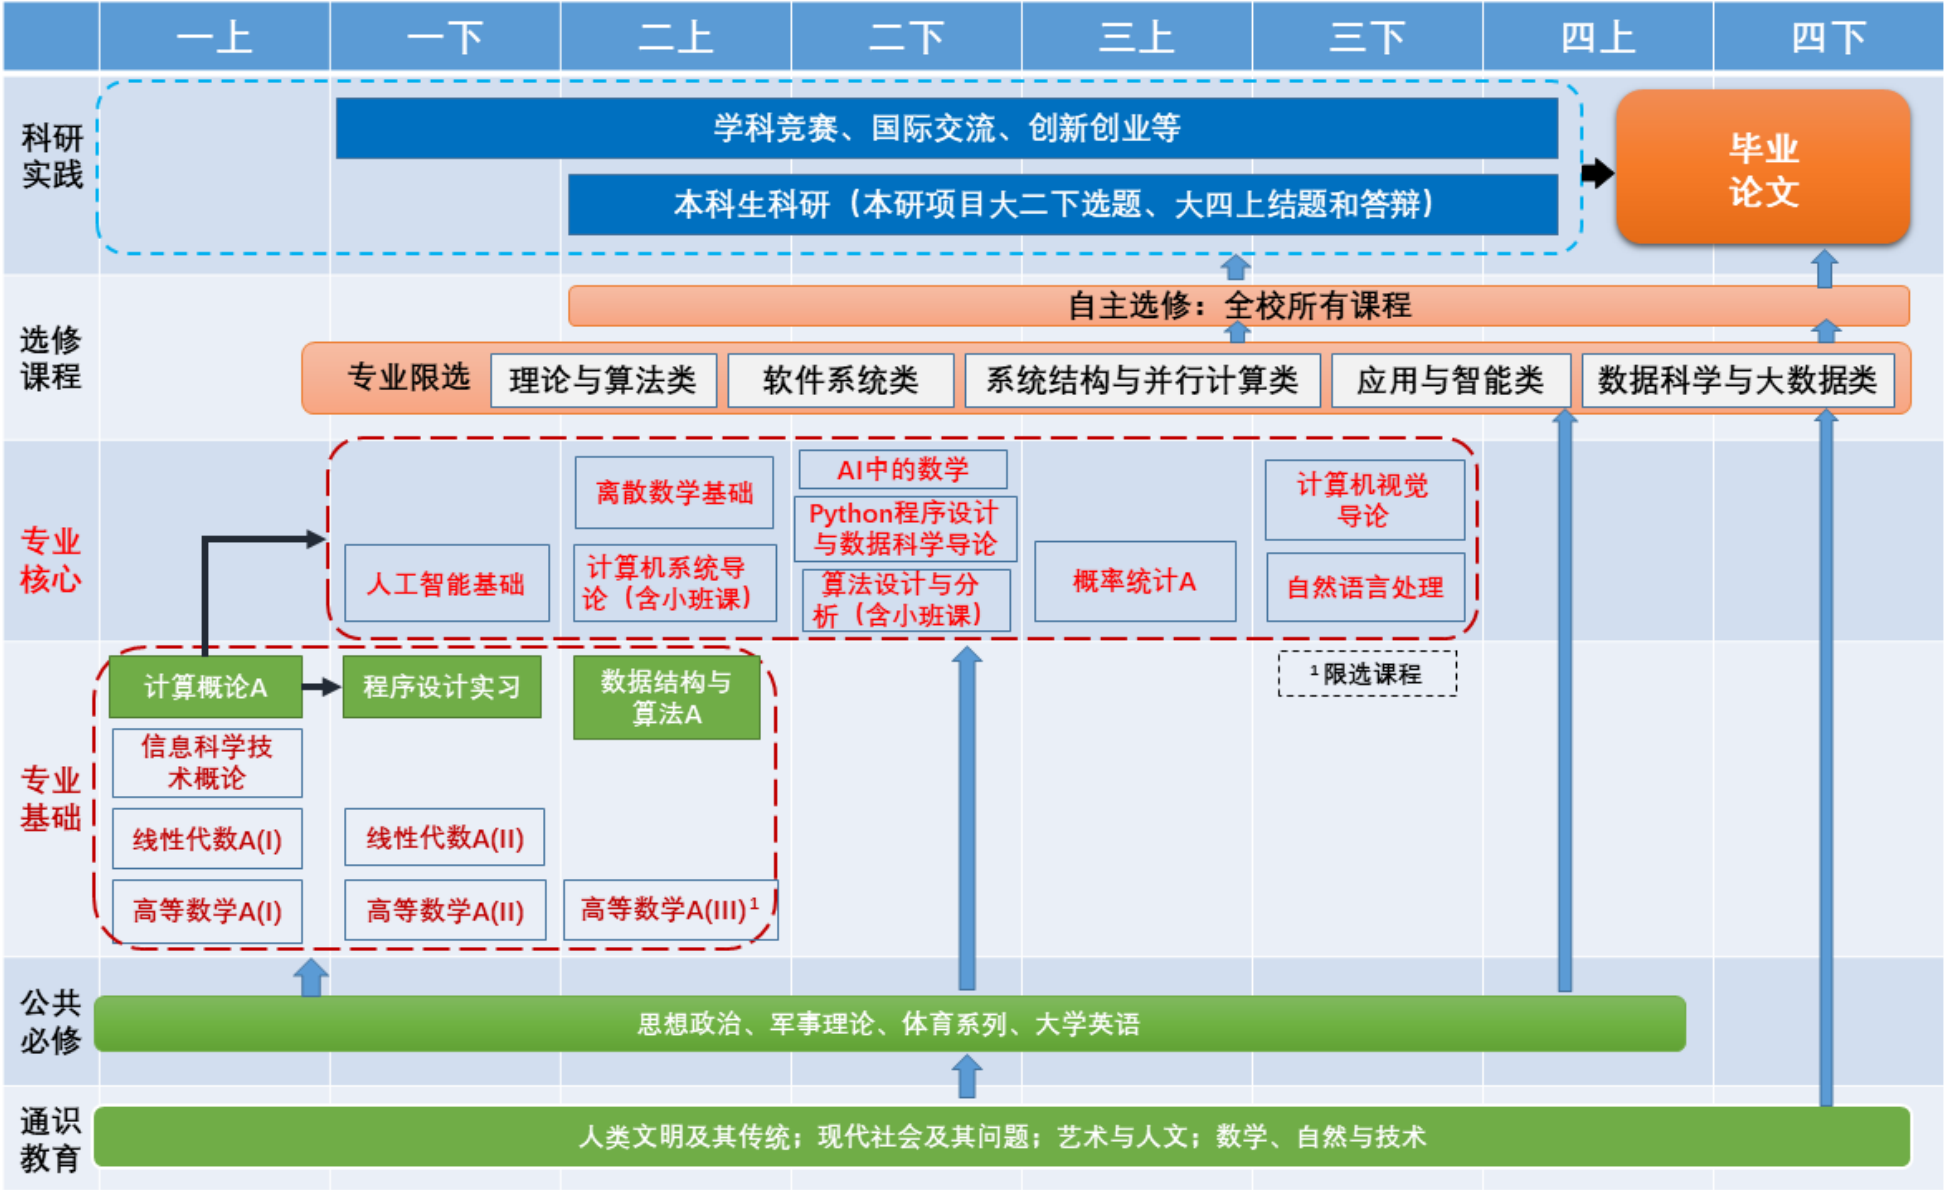 一上
一下
二上
二下
三上
三下
四上
四下
科研
实践
学科竞赛、国际交流、创新创业等
本科生科研（本研项目大二下选题、大四上结题和答辩）
毕业
论文
选修
课程
自主选修：全校所有课程
专业限选
理论与算法类
软件系统类
系统结构与并行计算类
应用与智能类
数据科学与大数据类
专业
核心
人工智能基础
离散数学基础
计算机系统导
论（含小班课）
AI中的数学
Python程序设计
与数据科学导论
算法设计与分
析（含小班课）
概率统计A
计算机视觉
导论
自然语言处理
专业
基础
计算概论A
程序设计实习
数据结构与
算法A
¹限选课程
信息科学技
术概论
线性代数A(I)
线性代数A(II)
高等数学A(I)
高等数学A(II)
高等数学A(III)¹
公共
必修
思想政治、军事理论、体育系列、大学英语
通识
教育
人类文明及其传统；现代社会及其问题；艺术与人文；数学、自然与技术